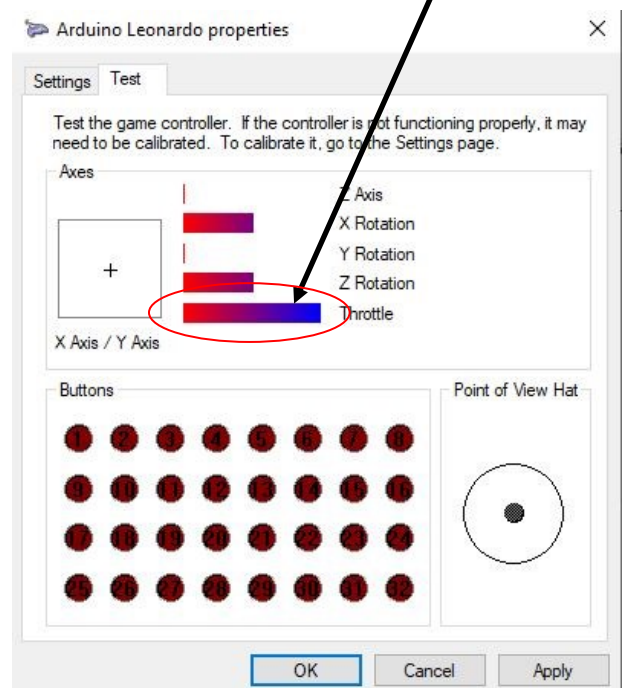 Arduino Leonardo properties
Settings Test
Test the game controller. If the controller is not functioning properly, it may
need to be calibrated. To calibrate it, go to the Settings page.
Axes
Z Axis
X Rotation
Y Rotation
Z Rotation
Throttle
X Axis / Y Axis
Buttons
Point of View Hat
1 2 3 4 5 6 7 8
9 10 11 12 13 14 15 16
17 18 19 20 21 22 23 24
25 26 27 28 29 30 31 32
OK Cancel Apply